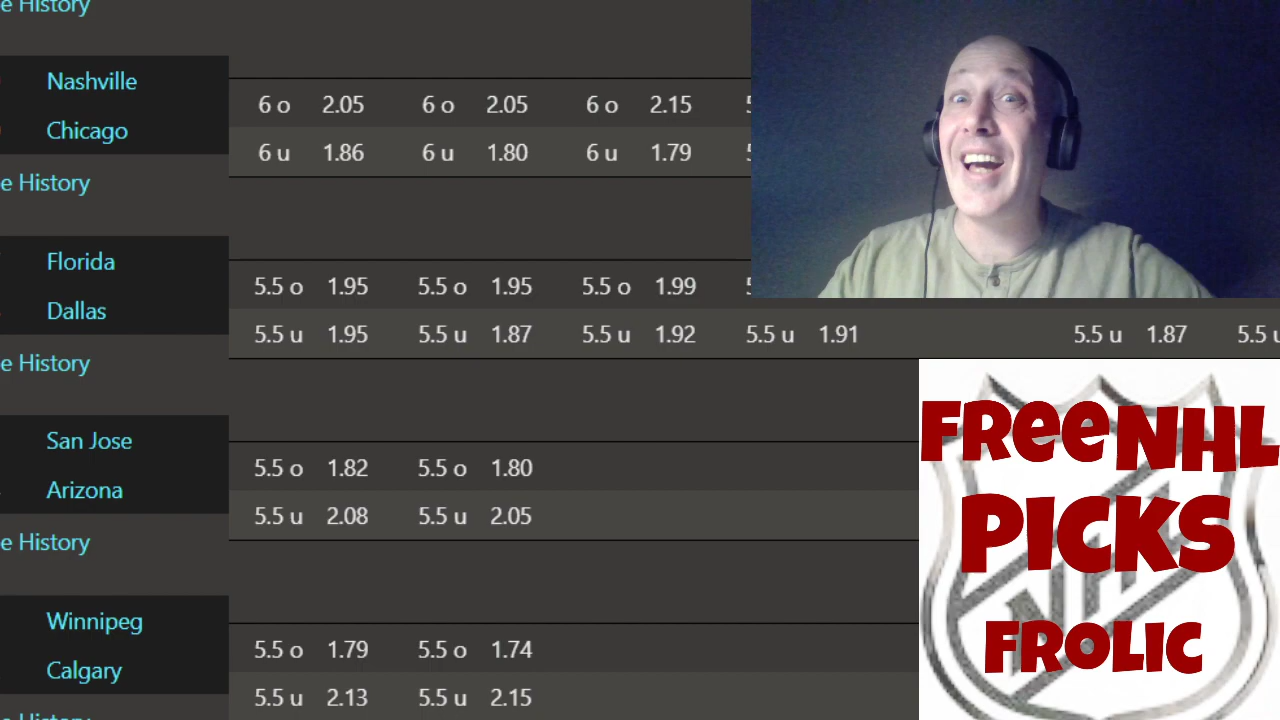 e History
Nashville
6 o 2.05 6 o 2.05 6 o 2.15
Chicago
6 u 1.86 6 u 1.80 6 u 1.79
e History
Florida
5.5 o 1.95 5.5 o 1.95 5.5 o 1.99
Dallas
5.5 u 1.95 5.5 u 1.87 5.5 u 1.92 5.5 u 1.91 5.5 u 1.87 5.5 u
e History
San Jose
5.5 o 1.82 5.5 o 1.80
Arizona
5.5 u 2.08 5.5 u 2.05
e History
Winnipeg
5.5 o 1.79 5.5 o 1.74
Calgary
5.5 u 2.13 5.5 u 2.15
FREE NHL
PICKS
FROLIC
NHL